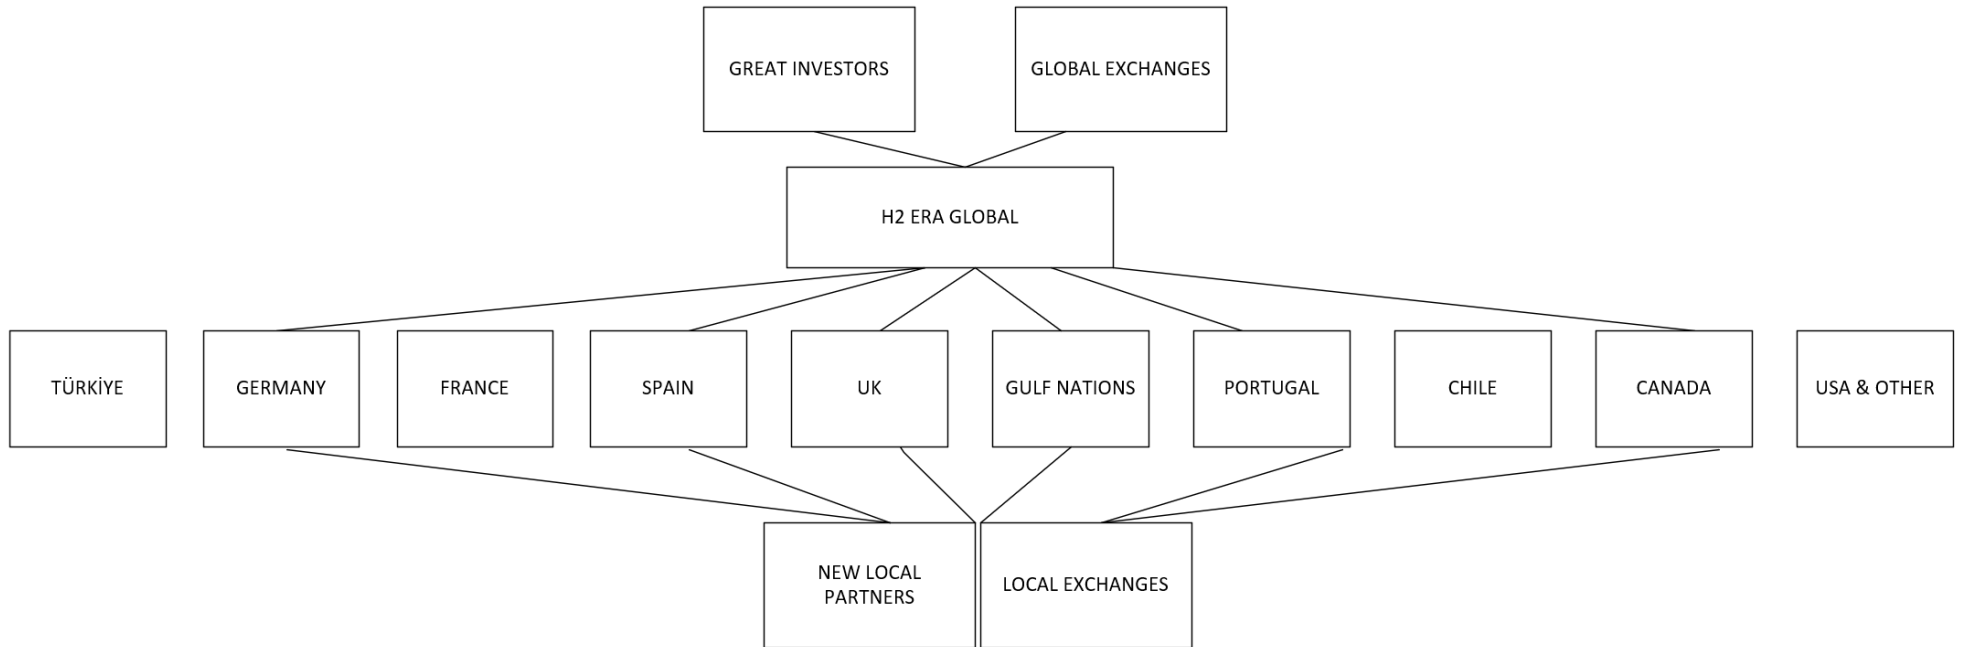 GREAT INVESTORS
GLOBAL EXCHANGES
H2 ERA GLOBAL
TÜRKİYE
GERMANY
FRANCE
SPAIN
UK
GULF NATIONS
PORTUGAL
CHILE
CANADA
USA & OTHER
NEW LOCAL
PARTNERS
LOCAL EXCHANGES